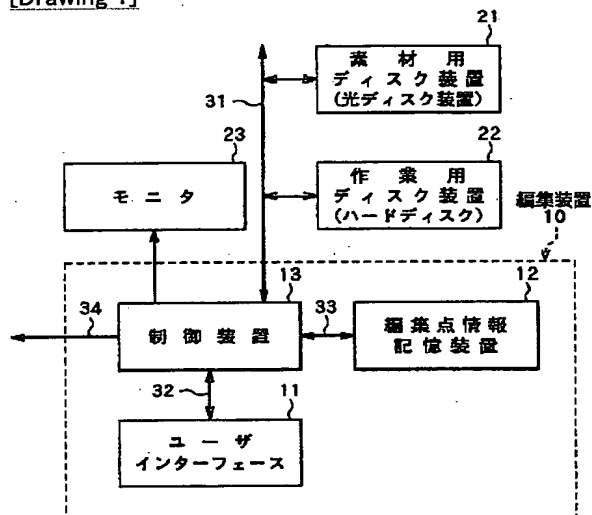 [Drawing 1]
21
素材用
ディスク装置
(光ディスク装置)
31
23
モニタ
22
作業用
ディスク装置
(ハードディスク)
編集装置
10
13
制御装置
34
33
12
編集点情報
記憶装置
32
11
ユーザ
インターフェース